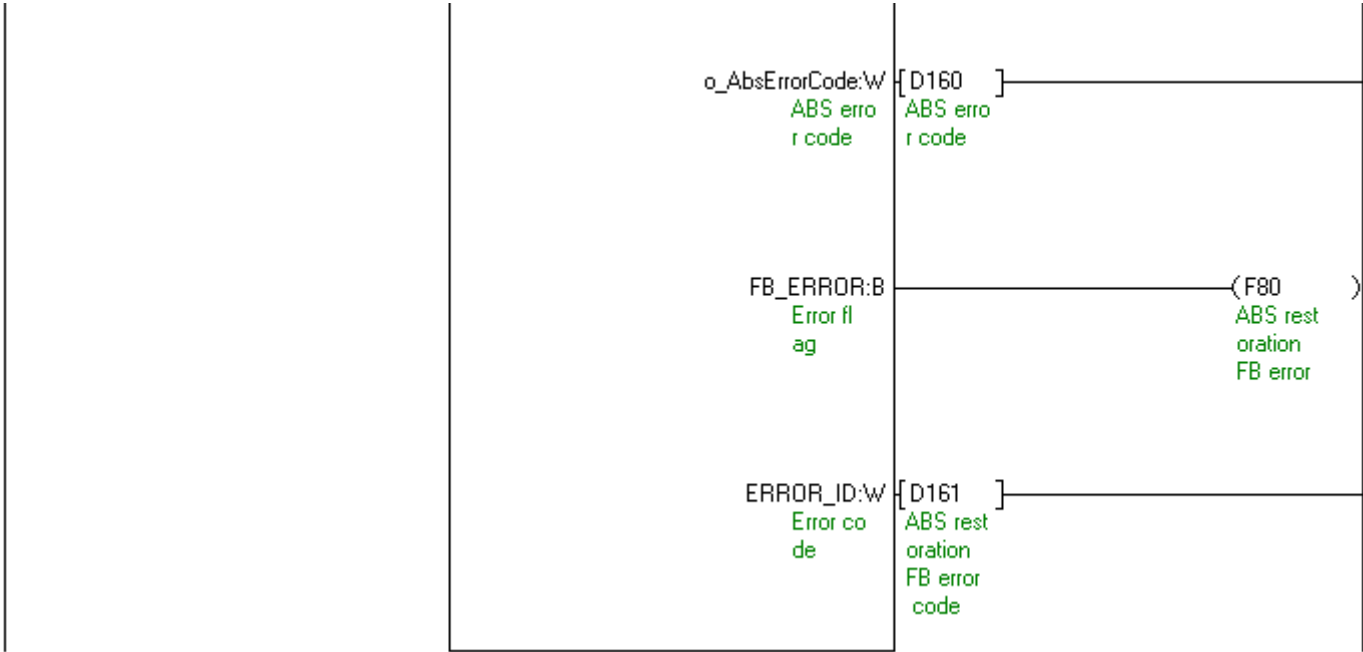 o_AbsErrorCode:W [ D160 ]
ABS erro ABS erro
r code r code
FB_ERROR:B ( F80 )
Error fl ABS rest
ag oration
FB error
ERROR_ID:W [ D161 ]
Error co ABS rest
de oration
FB error
code